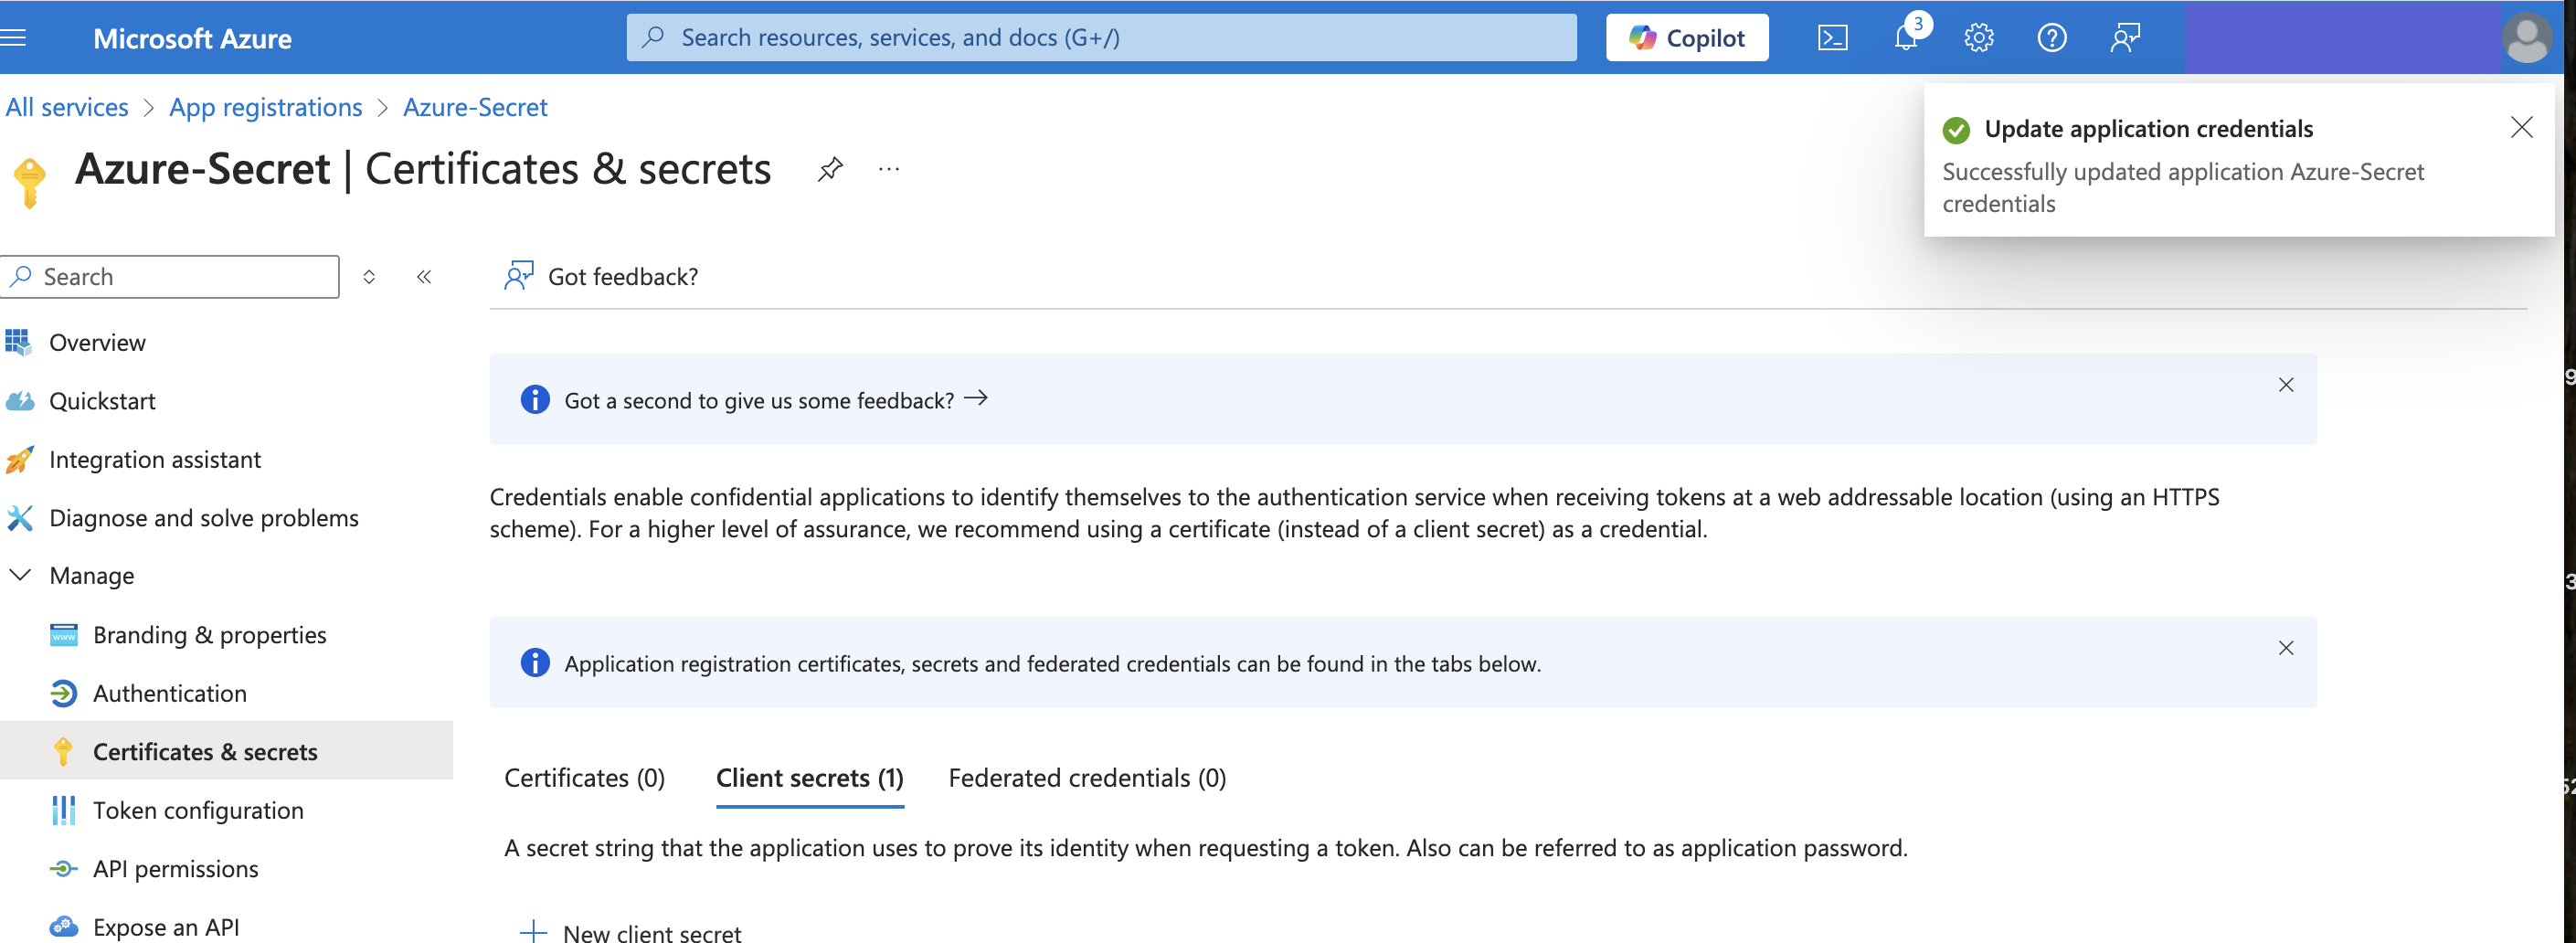 Microsoft Azure
Search resources, services, and docs (G+/)
Copilot
3
All services > App registrations > Azure-Secret
Azure-Secret | Certificates & secrets
...
Update application credentials
Successfully updated application Azure-Secret
credentials
Search
Got feedback?
Overview
Quickstart
Integration assistant
Diagnose and solve problems
Manage
Branding & properties
www
Authentication
Certificates & secrets
Token configuration
API permissions
Expose an API
Got a second to give us some feedback? →
Credentials enable confidential applications to identify themselves to the authentication service when receiving tokens at a web addressable location (using an HTTPS
scheme). For a higher level of assurance, we recommend using a certificate (instead of a client secret) as a credential.
Application registration certificates, secrets and federated credentials can be found in the tabs below.
Certificates (0) Client secrets (1) Federated credentials (0)
A secret string that the application uses to prove its identity when requesting a token. Also can be referred to as application password.
New client secret